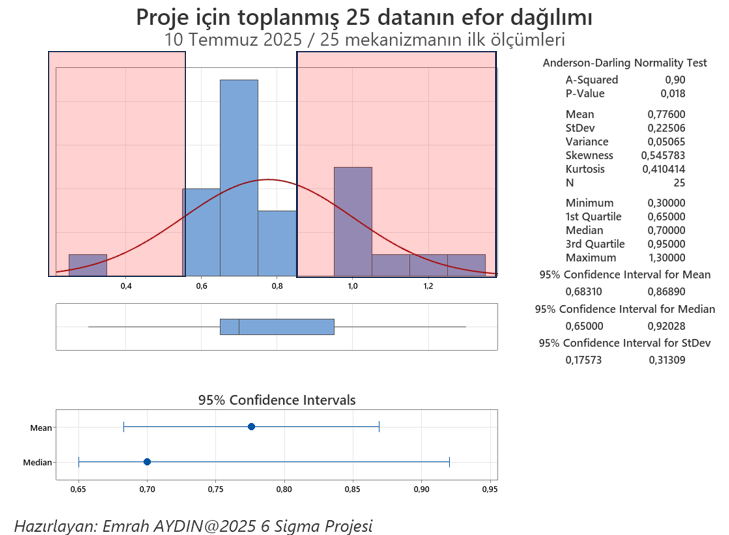 Proje için toplanmış 25 datanın efor dağılımı
10 Temmuz 2025 / 25 mekanizmanın ilk ölçümleri
0,4 0,6 0,8 1,0 1,2
Anderson-Darling Normality Test
A-Squared 0,90
P-Value 0,018
Mean 0,77600
StDev 0,22506
Variance 0,05065
Skewness 0,545783
Kurtosis 0,410414
N 25
Minimum 0,30000
1st Quartile 0,65000
Median 0,70000
3rd Quartile 0,95000
Maximum 1,30000
95% Confidence Interval for Mean
0,68310 0,86890
95% Confidence Interval for Median
0,65000 0,92028
95% Confidence Interval for StDev
0,17573 0,31309
95% Confidence Intervals
Mean
Median
0,65 0,70 0,75 0,80 0,85 0,90 0,95
Hazırlayan: Emrah AYDIN@2025 6 Sigma Projesi